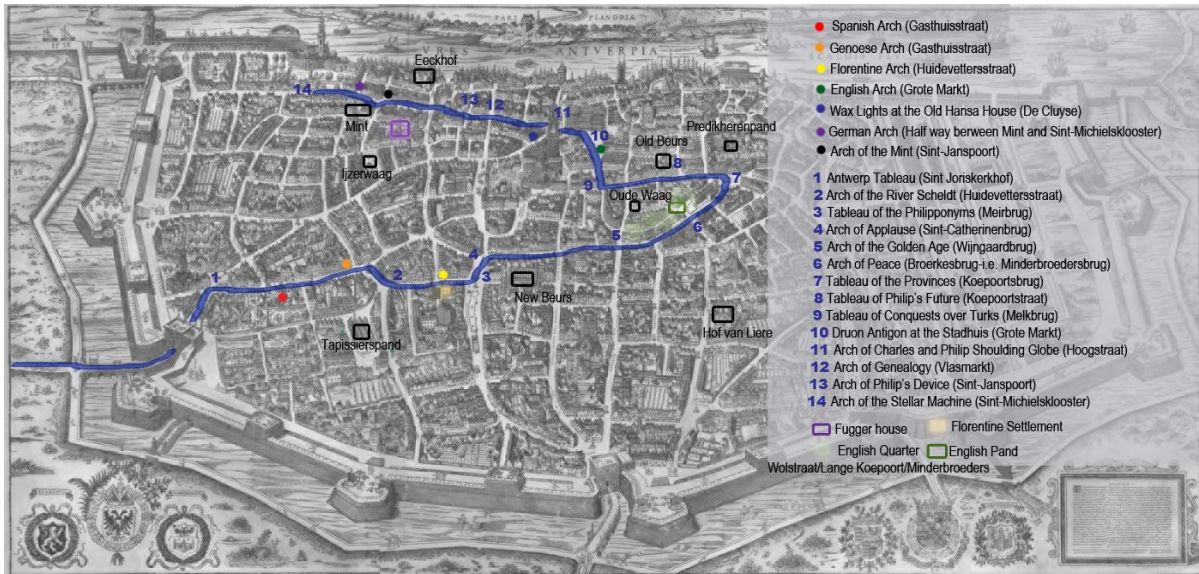 PARS FLANDRIÆ
VRBS ANTVERPIA
Eeckhof
14
13
12
11
10
Mint
Ijzerwaag
Old Beurs
Predikherenpand
8
9
7
Oude Waag
6
5
4
1
2
3
New Beurs
Tapissierspand
Hof van Liere
Spanish Arch (Gasthuisstraat)
Genoese Arch (Gasthuisstraat)
Florentine Arch (Huidevettersstraat)
English Arch (Grote Markt)
Wax Lights at the Old Hansa House (De Cluyse)
German Arch (Half way berween Mint and Sint-Michielsklooster)
Arch of the Mint (Sint-Janspoort)
1 Antwerp Tableau (Sint Joriskerkhof)
2 Arch of the River Scheldt (Huidevettersstraat)
3 Tableau of the Philipponyms (Meirbrug)
4 Arch of Applause (Sint-Catherinenbrug)
5 Arch of the Golden Age (Wijngaardbrug)
6 Arch of Peace (Broerkesbrug-i.e. Minderbroedersbrug)
7 Tableau of the Provinces (Koepoortsbrug)
8 Tableau of Philip's Future (Koepoortstraat)
9 Tableau of Conquests over Turks (Melkbrug)
10 Druon Antigon at the Stadhuis (Grote Markt)
11 Arch of Charles and Philip Shoulding Globe (Hoogstraat)
12 Arch of Genealogy (Vlasmarkt)
13 Arch of Philip's Device (Sint-Janspoort)
14 Arch of the Stellar Machine (Sint-Michielsklooster)
Fugger house
Florentine Settlement
English Quarter
English Pand
Wolstraat/Lange Koepoort/Minderbroeders